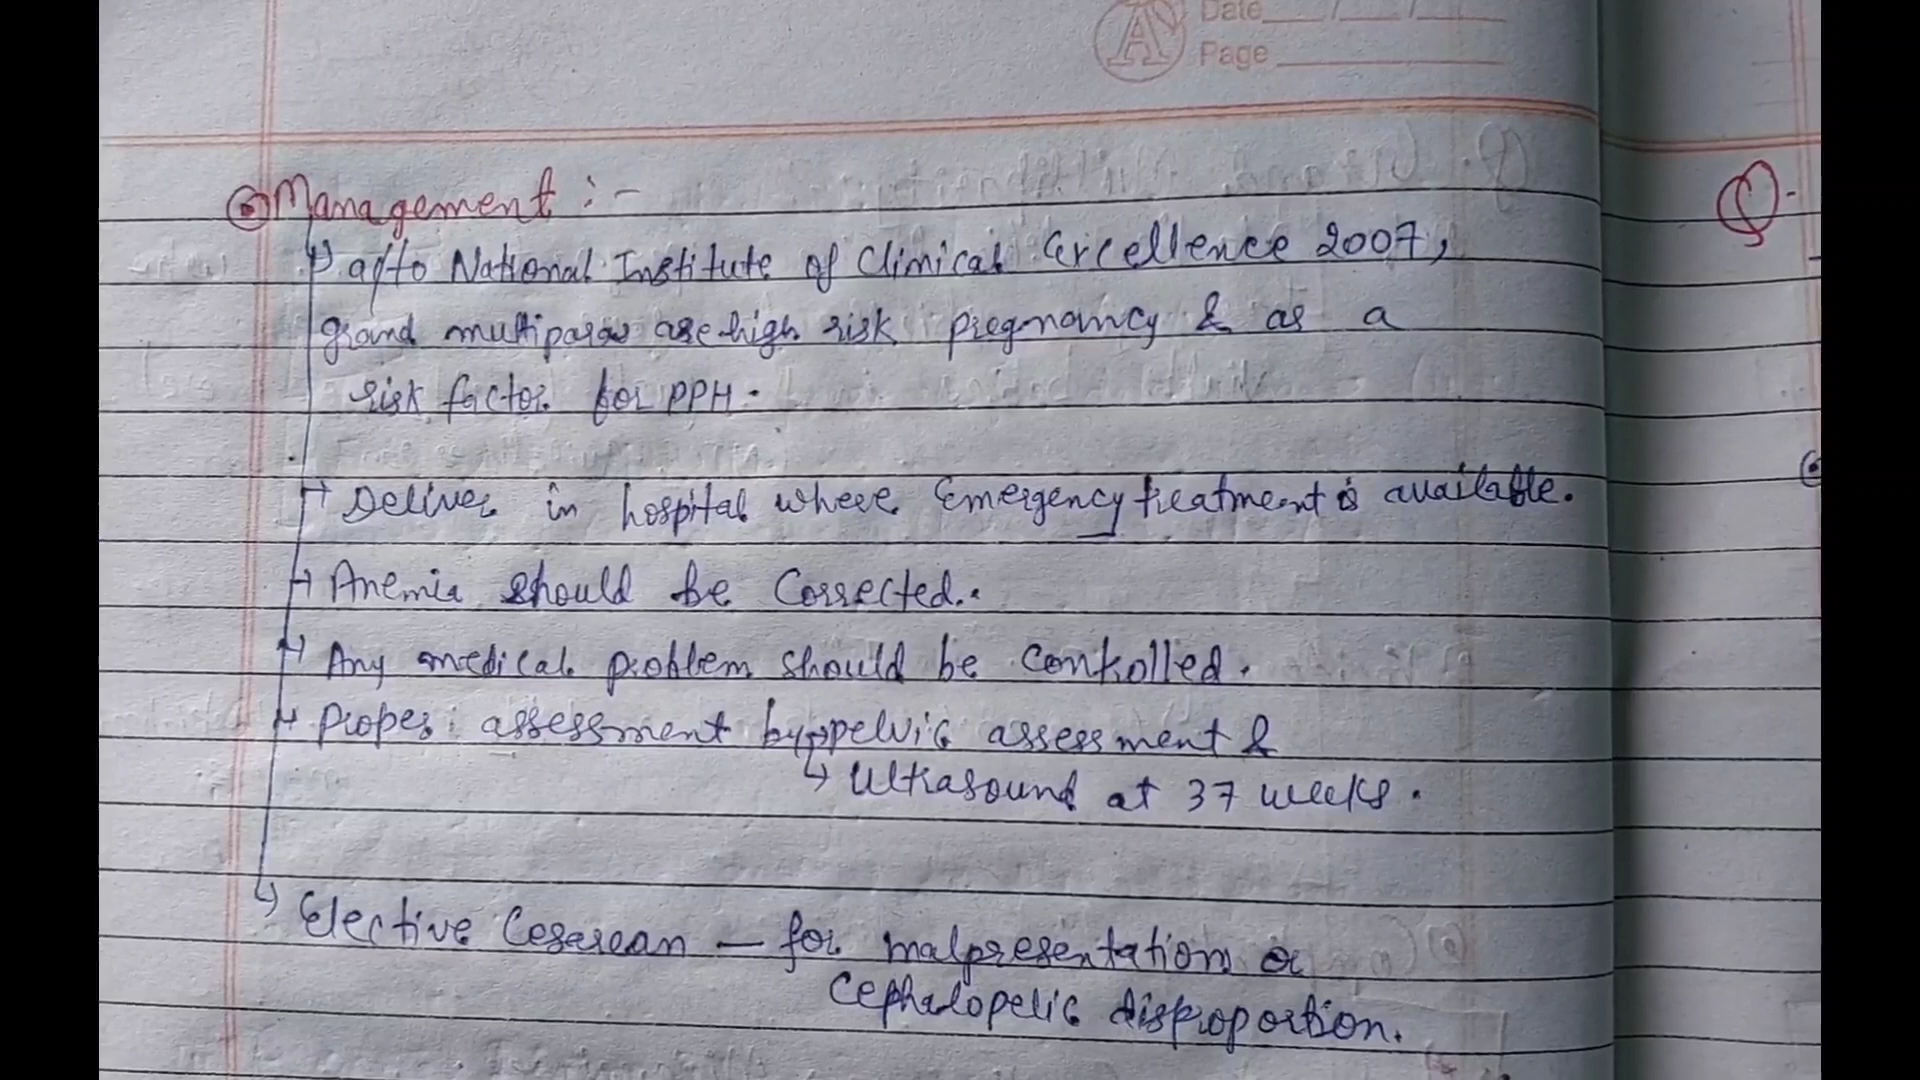 Date / /
Page
Management :-
a/to National Institute of Clinical Excellence 2007,
grand multiparas are high risk pregnancy & as a
risk factor for PPH.
Deliver in hospital where Emergency treatment is available.
Anemia should be Corrected.
Any medical problem should be controlled.
Proper assessment by pelvic assessment &
Ultrasound at 37 weeks.
Elective Cesarean — for malpresentation or
Cephalopelic disproportion.
Q.